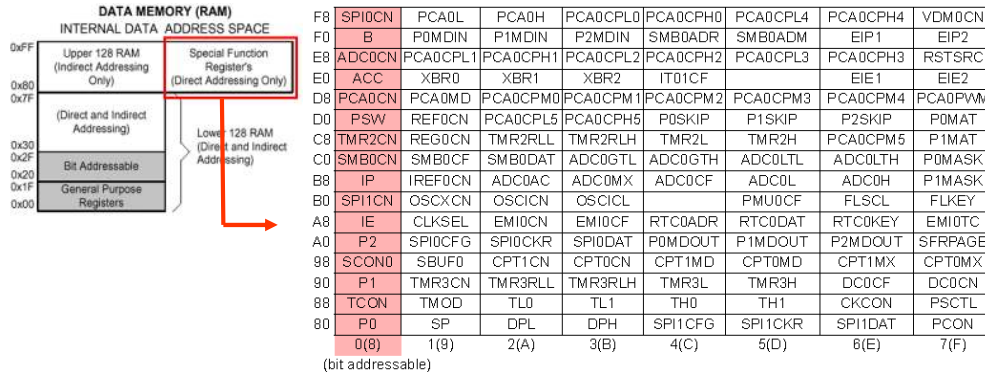 DATA MEMORY (RAM)
INTERNAL DATA ADDRESS SPACE
0xFF
Upper 128 RAM
(Indirect Addressing
Only)
Special Function
Register's
(Direct Addressing Only)
0x80
0x7F
(Direct and Indirect
Addressing)
Lower 128 RAM
(Direct and Indirect
Addressing)
0x30
0x2F
Bit Addressable
0x20
0x1F
General Purpose
Registers
0x00
F8 SPI0CN PCA0L PCA0H PCA0CPL0 PCA0CPH0 PCA0CPL4 PCA0CPH4 VDM0CN
F0 B P0MDIN P1MDIN P2MDIN SMB0ADR SMB0ADM EIP1 EIP2
E8 ADC0CN PCA0CPL1 PCA0CPH1 PCA0CPL2 PCA0CPH2 PCA0CPL3 PCA0CPH3 RSTSRC
E0 ACC XBR0 XBR1 XBR2 IT01CF EIE1 EIE2
D8 PCA0CN PCA0MD PCA0CPM0 PCA0CPM1 PCA0CPM2 PCA0CPM3 PCA0CPM4 PCA0PWM
D0 PSW REF0CN PCA0CPL5 PCA0CPH5 P0SKIP P1SKIP P2SKIP P0MAT
C8 TMR2CN REG0CN TMR2RLL TMR2RLH TMR2L TMR2H PCA0CPM5 P1MAT
C0 SMB0CN SMB0CF SMB0DAT ADC0GTL ADC0GTH ADC0LTL ADC0LTH P0MASK
B8 IP IREF0CN ADC0AC ADC0MX ADC0CF ADC0L ADC0H P1MASK
B0 SPI1CN OSCXCN OSCICN OSCICL PMU0CF FLSCL FLKEY
A8 IE CLKSEL EMI0CN EMI0CF RTC0ADR RTC0DAT RTC0KEY EMI0TC
A0 P2 SPI0CFG SPI0CKR SPI0DAT P0MDOUT P1MDOUT P2MDOUT SFRPAGE
98 SCON0 SBUF0 CPT1CN CPT0CN CPT1MD CPT0MD CPT1MX CPT0MX
90 P1 TMR3CN TMR3RLL TMR3RLH TMR3L TMR3H DC0CF DC0CN
88 TCON TMOD TL0 TL1 TH0 TH1 CKCON PSCTL
80 P0 SP DPL DPH SPI1CFG SPI1CKR SPI1DAT PCON
0(8) 1(9) 2(A) 3(B) 4(C) 5(D) 6(E) 7(F)
(bit addressable)